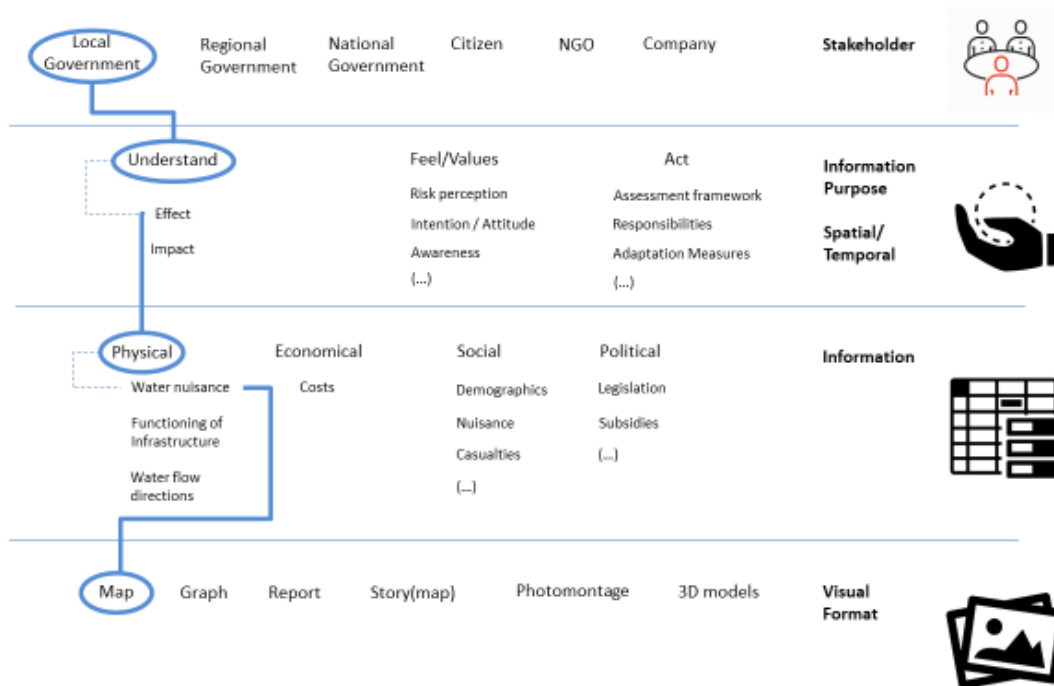 Local
Government
Regional
Government
National
Government
Citizen
NGO
Company
Stakeholder
Understand
Effect
Impact
Feel/Values
Risk perception
Intention / Attitude
Awareness
(...)
Act
Assessment framework
Responsibilities
Adaptation Measures
(...)
Information
Purpose
Spatial/
Temporal
Physical
Water nuisance
Functioning of
Infrastructure
Water flow
directions
Economical
Costs
Social
Demographics
Nuisance
Casualties
(...)
Political
Legislation
Subsidies
(...)
Information
Map
Graph
Report
Story(map)
Photomontage
3D models
Visual
Format